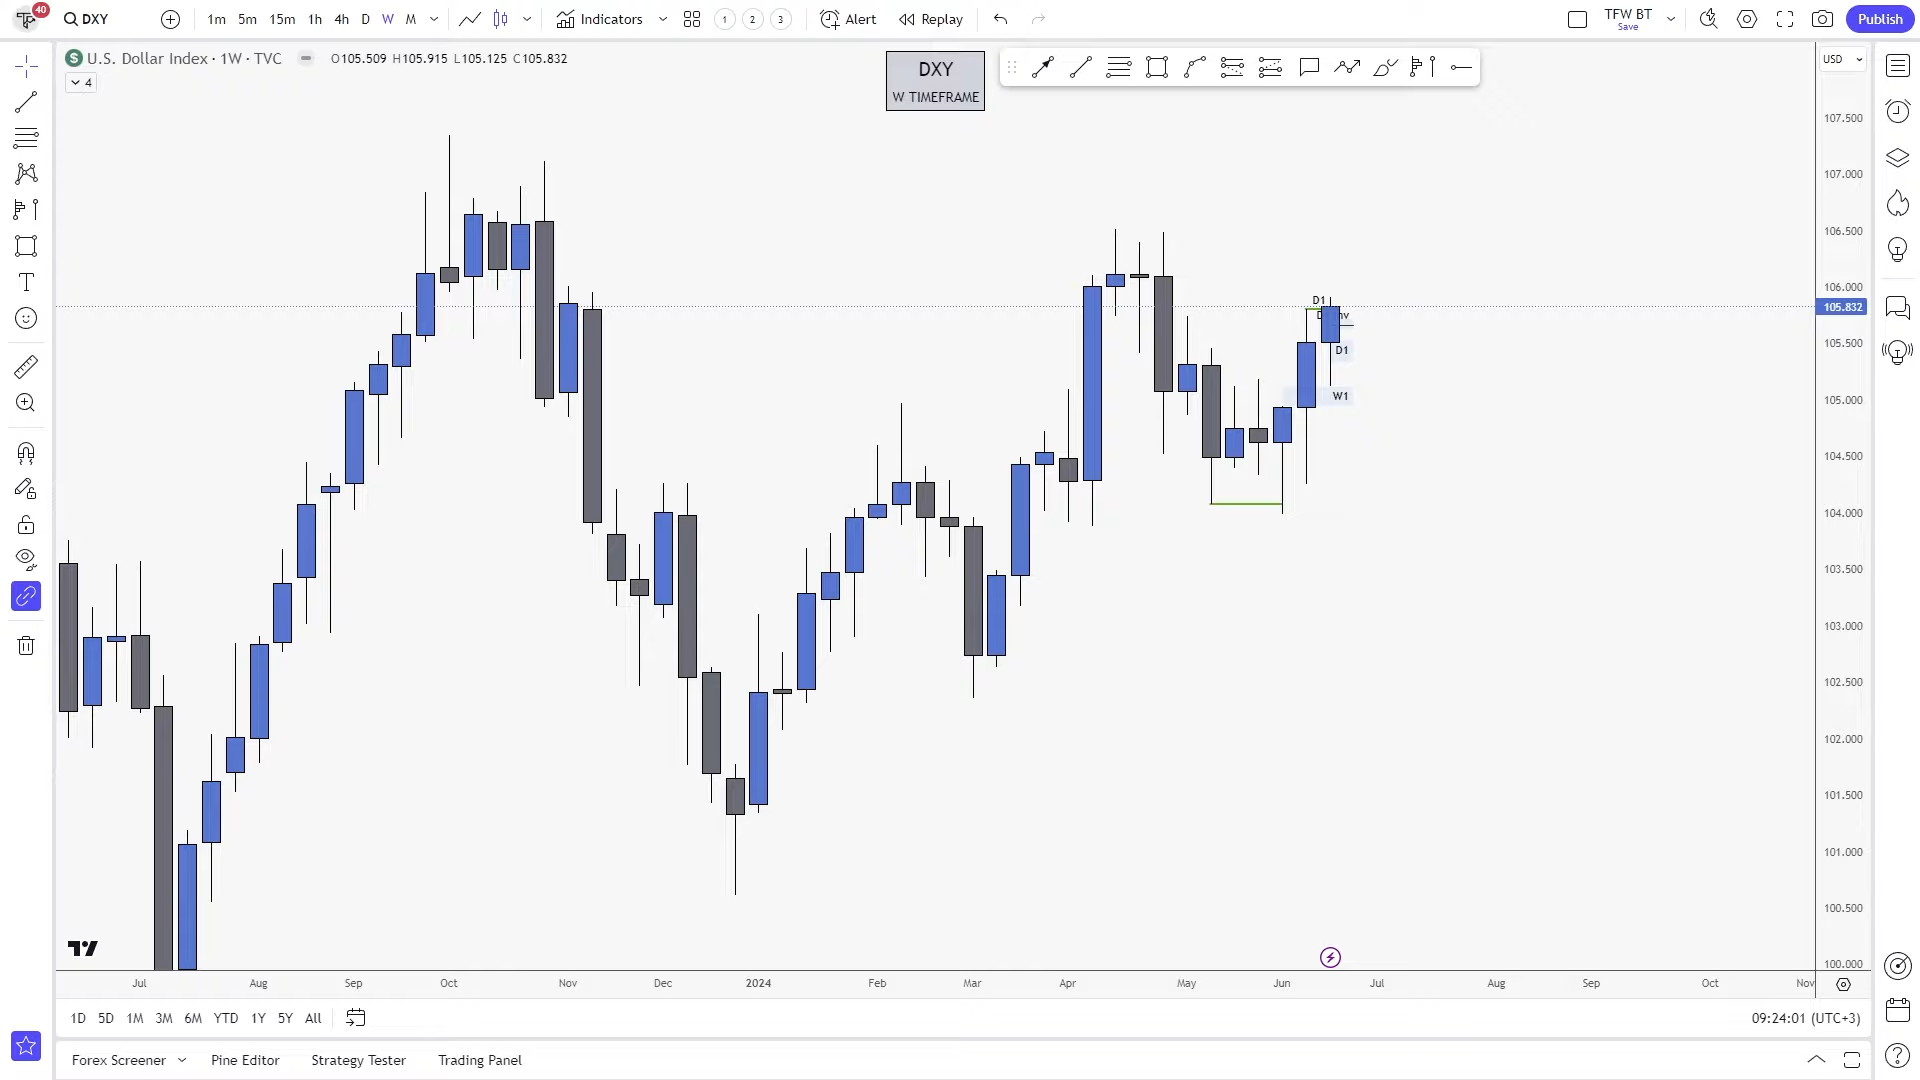 40
DXY
1m 5m 15m 1h 4h D W M
Indicators
1 2 3
Alert
Replay
TFW BT
Save
Publish
U.S. Dollar Index · 1W · TVC
O105.509 H105.915 L105.125 C105.832
4
DXY
W TIMEFRAME
USD
107.500
107.000
106.500
106.000
105.832
105.500
105.000
104.500
104.000
103.500
103.000
102.500
102.000
101.500
101.000
100.500
100.000
D1
D1
W1
Jul Aug Sep Oct Nov Dec 2024 Feb Mar Apr May Jun Jul Aug Sep Oct Nov
1D 5D 1M 3M 6M YTD 1Y 5Y All
09:24:01 (UTC+3)
Forex Screener Pine Editor Strategy Tester Trading Panel